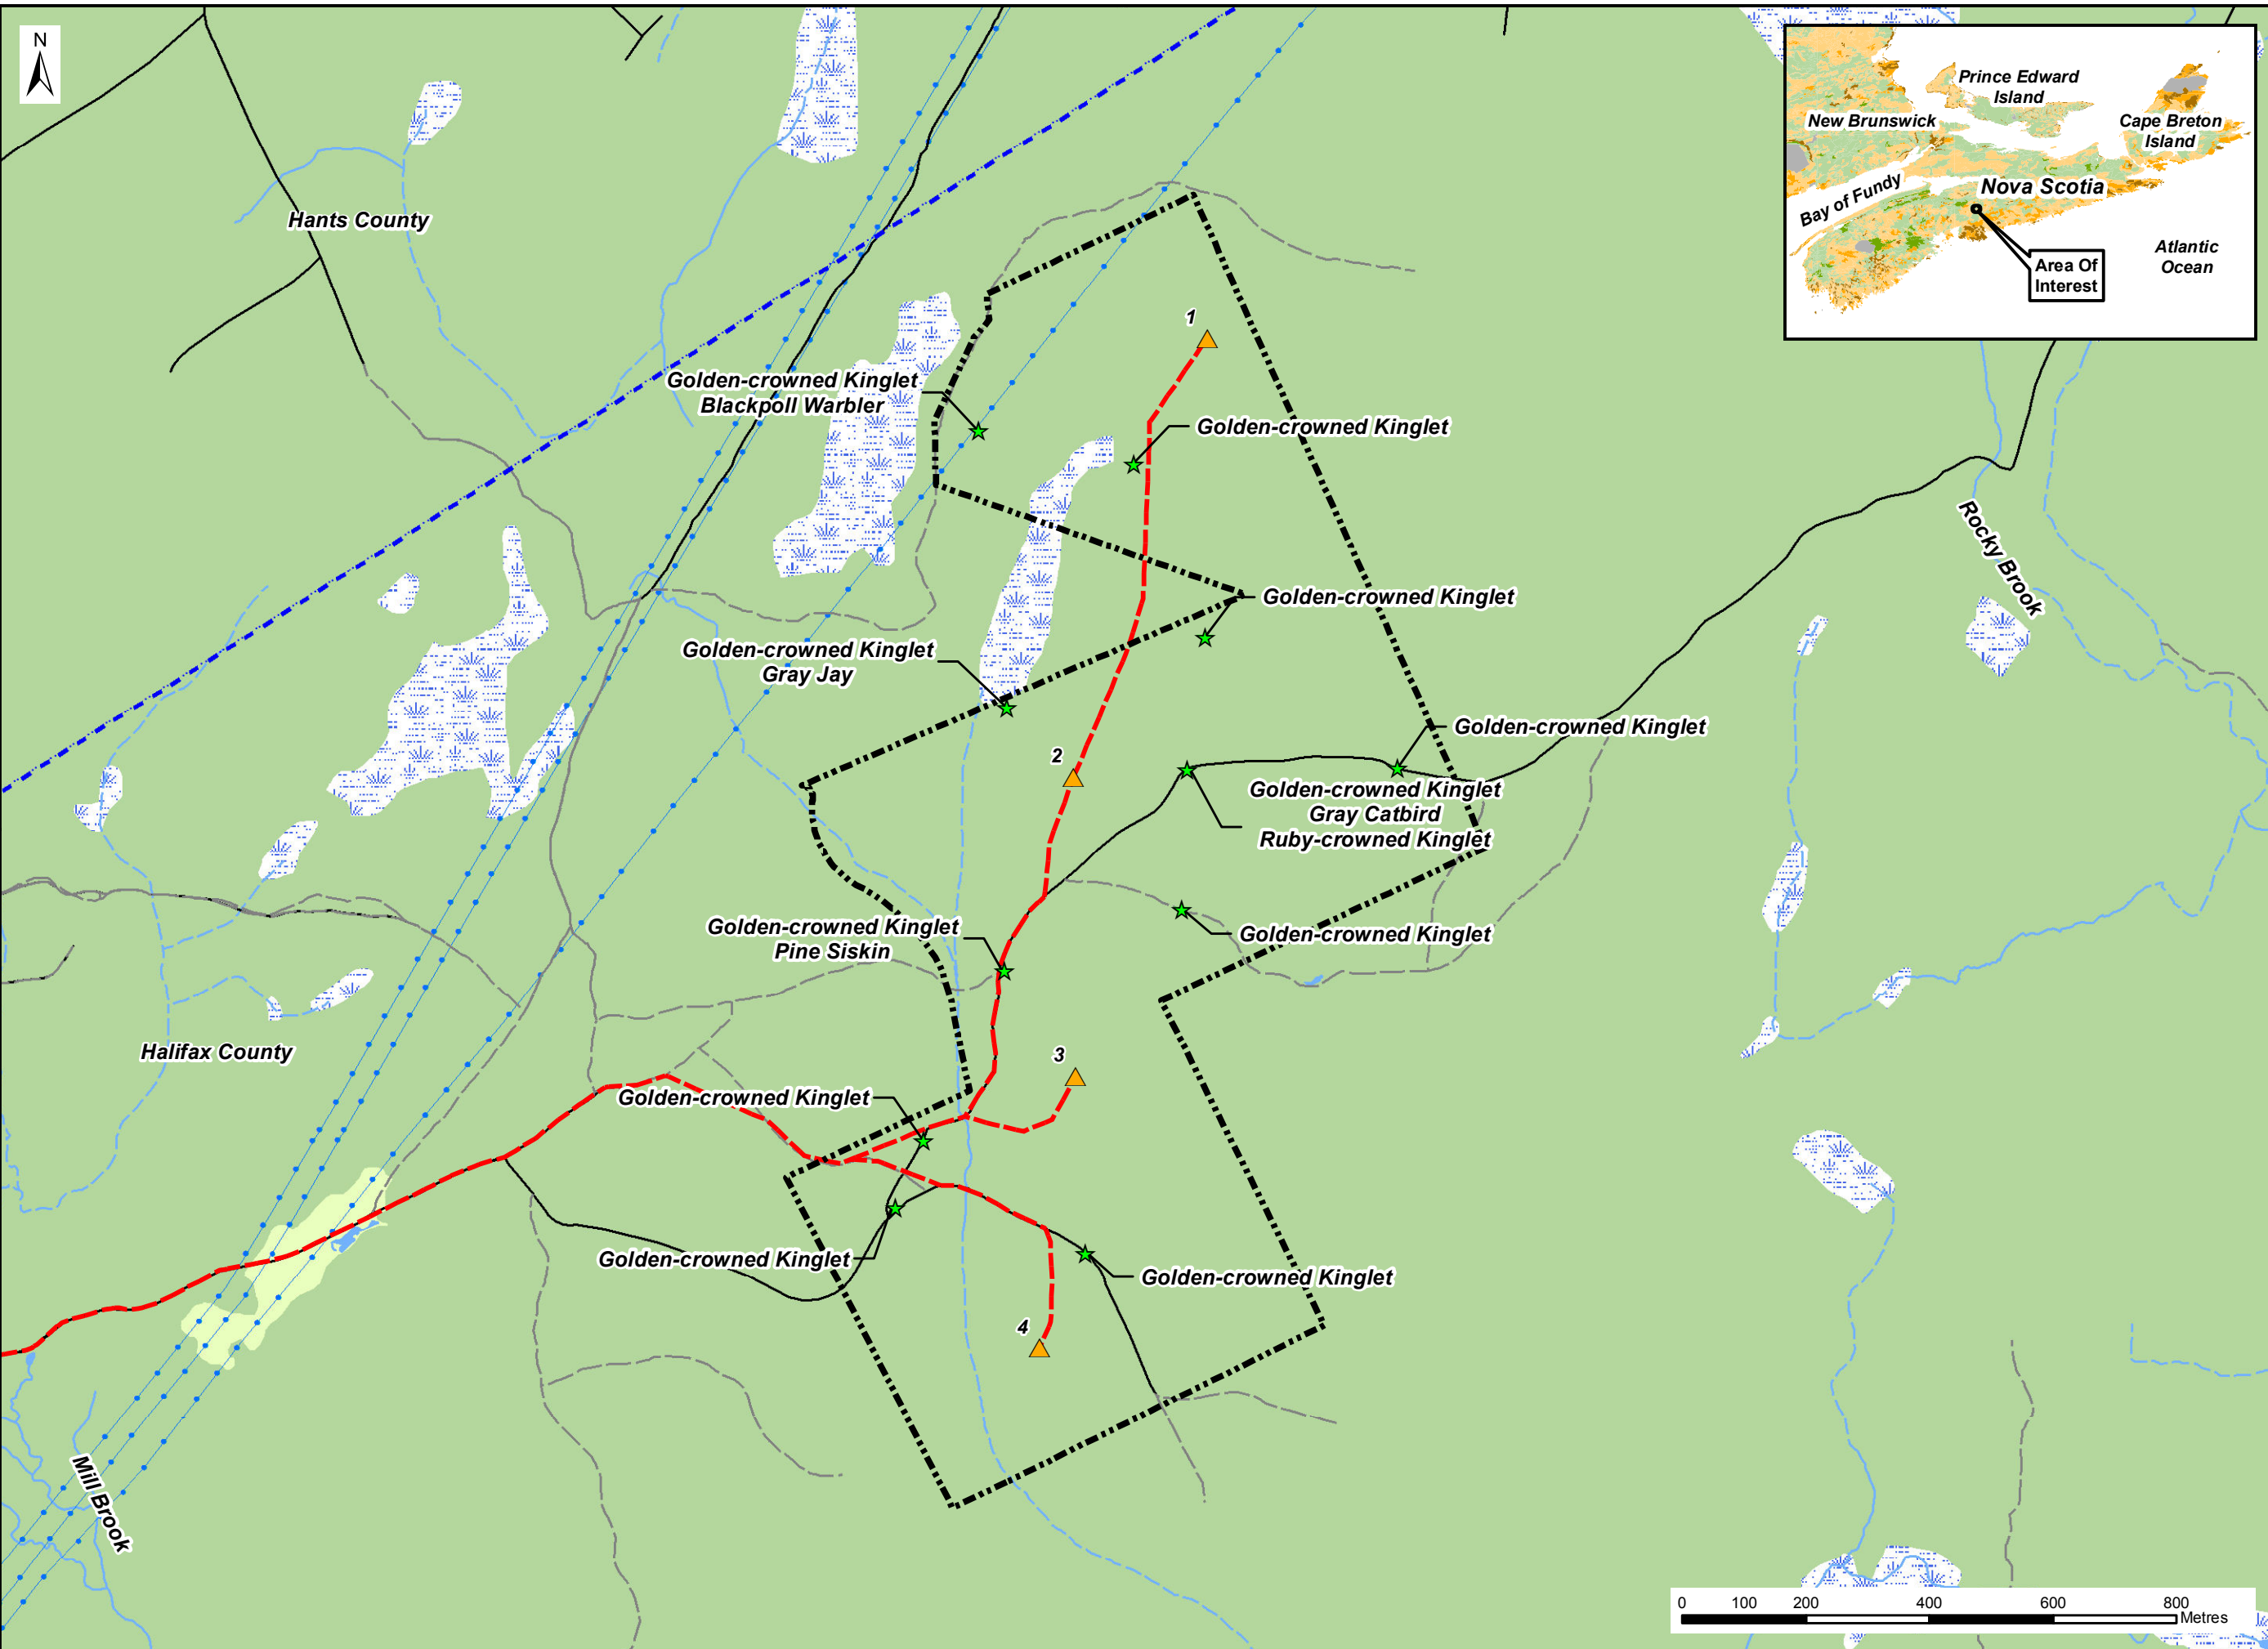 N
Prince Edward
Island
New Brunswick
Cape Breton
Island
Nova Scotia
Bay of Fundy
Atlantic
Ocean
Area Of
Interest
Hants County
1
Golden-crowned Kinglet
Blackpoll Warbler
Golden-crowned Kinglet
Rocky Brook
Golden-crowned Kinglet
Golden-crowned Kinglet
Gray Jay
Golden-crowned Kinglet
2
Golden-crowned Kinglet
Gray Catbird
Ruby-crowned Kinglet
Golden-crowned Kinglet
Pine Siskin
Golden-crowned Kinglet
Halifax County
3
Golden-crowned Kinglet
Golden-crowned Kinglet
Golden-crowned Kinglet
4
Mill Brook
0 100 200 400 600 800
Metres